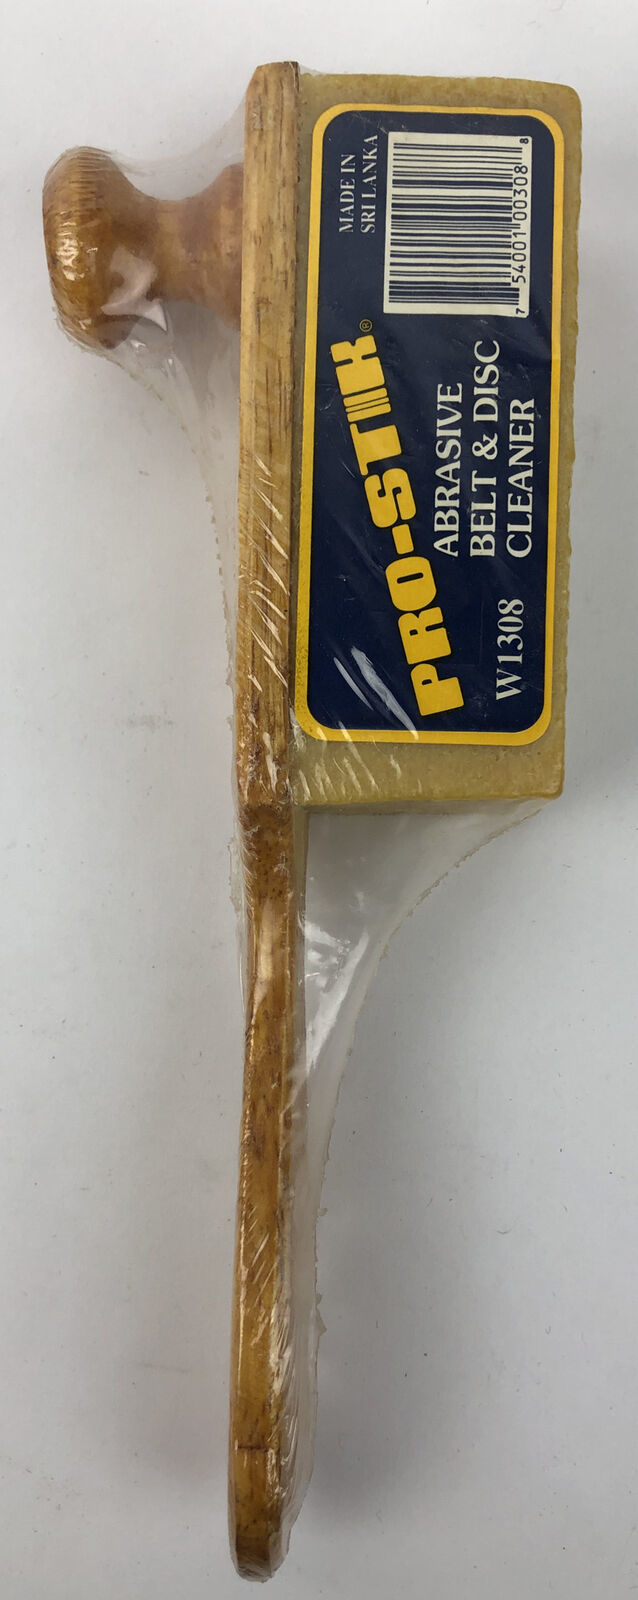 PRO-STIK®
ABRASIVE
BELT & DISC
CLEANER
W1308
MADE IN
SRI LANKA
7 54001 00308 8